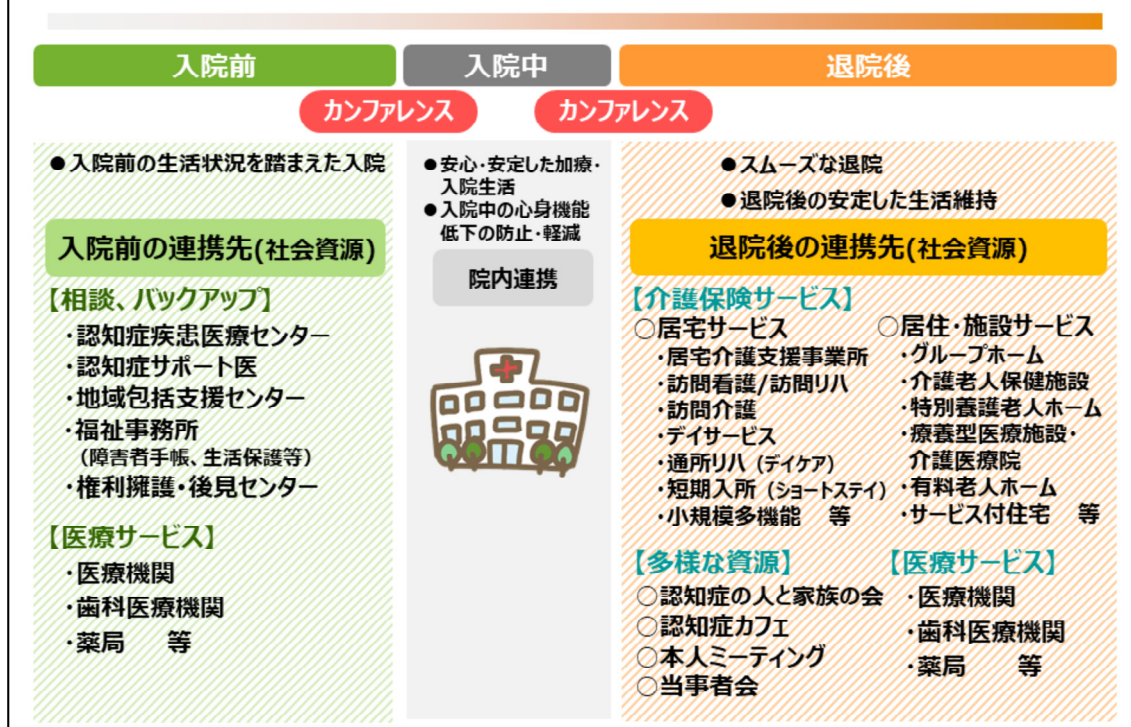 入院前
入院中
退院後
カンファレンス
カンファレンス
●入院前の生活状況を踏まえた入院
入院前の連携先(社会資源)
【相談、バックアップ】
・認知症疾患医療センター
・認知症サポート医
・地域包括支援センター
・福祉事務所
（障害者手帳、生活保護等）
・権利擁護・後見センター
【医療サービス】
・医療機関
・歯科医療機関
・薬局　等
●安心・安定した加療・
入院生活
●入院中の心身機能
低下の防止・軽減
院内連携
●スムーズな退院
●退院後の安定した生活維持
退院後の連携先(社会資源)
【介護保険サービス】
○居宅サービス
・居宅介護支援事業所
・訪問看護/訪問リハ
・訪問介護
・デイサービス
・通所リハ（デイケア）
・短期入所（ショートステイ）
・小規模多機能　等
○居住・施設サービス
・グループホーム
・介護老人保健施設
・特別養護老人ホーム
・療養型医療施設・
介護医療院
・有料老人ホーム
・サービス付住宅　等
【多様な資源】
○認知症の人と家族の会
○認知症カフェ
○本人ミーティング
○当事者会
【医療サービス】
・医療機関
・歯科医療機関
・薬局　等